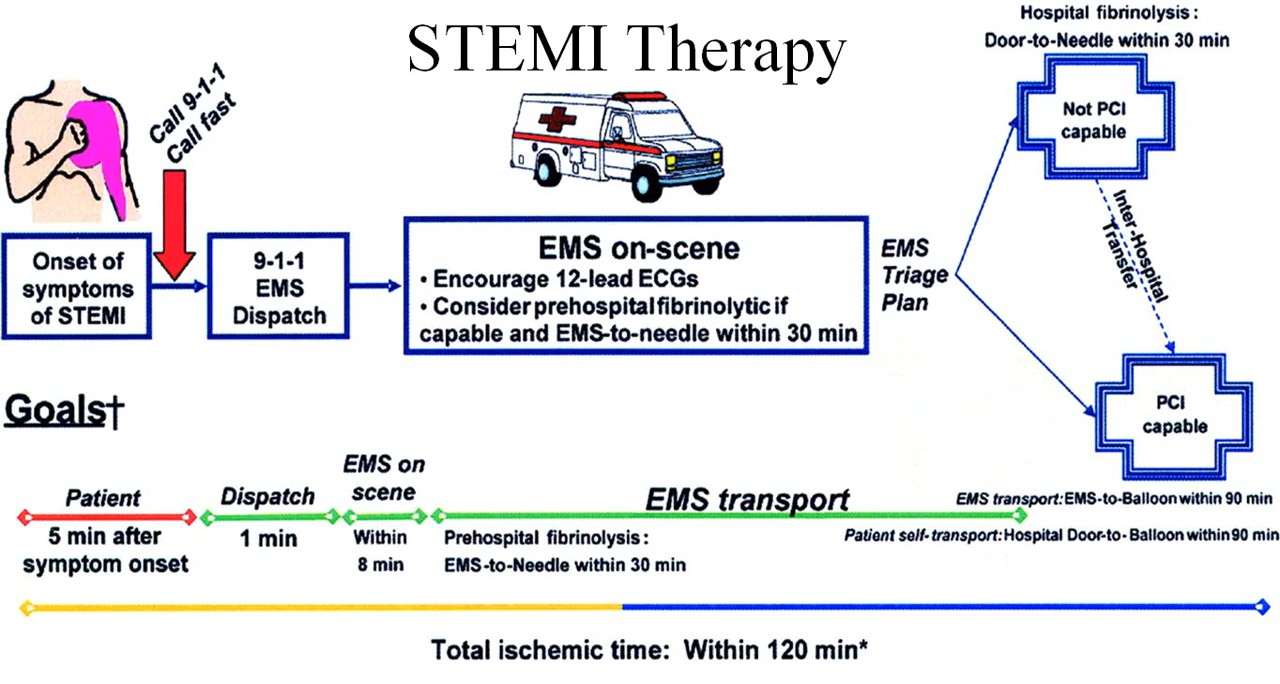 STEMI Therapy
Hospital fibrinolysis :
Door-to-Needle within 30 min
Call 9-1-1
Call fast
Not PCI
capable
Onset of
symptoms
of STEMI
9-1-1
EMS
Dispatch
EMS on-scene
• Encourage 12-lead ECGs
• Consider prehospital fibrinolytic if
capable and EMS-to-needle within 30 min
EMS
Triage
Plan
Inter-Hospital
Transfer
PCI
capable
Goals†
Patient
5 min after
symptom onset
Dispatch
1 min
EMS on
scene
Within
8 min
EMS transport
Prehospital fibrinolysis :
EMS-to-Needle within 30 min
EMS transport: EMS-to-Balloon within 90 min
Patient self-transport: Hospital Door-to-Balloon within 90 min
Total ischemic time: Within 120 min*